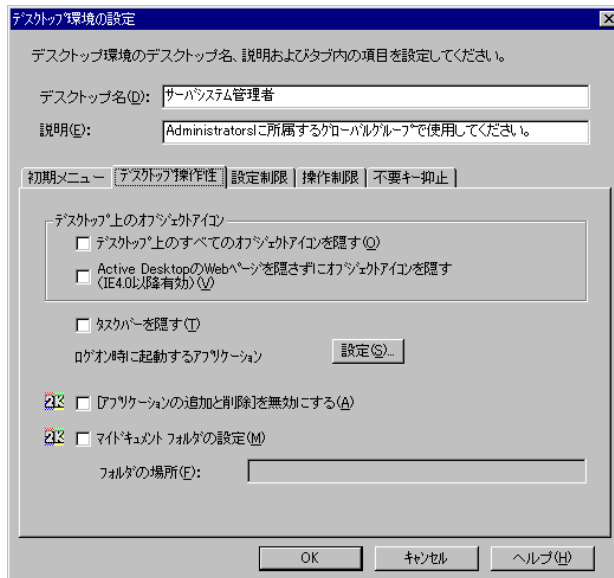 ﾃﾞｽｸﾄｯﾌﾟ環境の設定
デスクトップ環境のデスクトップ名、説明およびタブ内の項目を設定してください。
デスクトップ名(D):
ｻｰﾊﾞｼｽﾃﾑ管理者
説明(E):
Administratorsに所属するｸﾞﾛｰﾊﾞﾙｸﾞﾙｰﾌﾟで使用してください。
初期メニュー ﾃﾞｽｸﾄｯﾌﾟ操作性 設定制限 操作制限 不要キー抑止
ﾃﾞｽｸﾄｯﾌﾟ上のｵﾌﾞｼﾞｪｸﾄｱｲｺﾝ
ﾃﾞｽｸﾄｯﾌﾟ上のすべてのｵﾌﾞｼﾞｪｸﾄｱｲｺﾝを隠す(O)
Active DesktopのWebﾍﾟｰｼﾞを隠さずにｵﾌﾞｼﾞｪｸﾄｱｲｺﾝを隠す
(IE4.0以降有効)(V)
ﾀｽｸﾊﾞｰを隠す(T)
ﾛｸﾞｵﾝ時に起動するｱﾌﾟﾘｹｰｼｮﾝ
設定(S)...
2K [ｱﾌﾟﾘｹｰｼｮﾝの追加と削除]を無効にする(A)
2K ﾏｲﾄﾞｷｭﾒﾝﾄ ﾌｫﾙﾀﾞの設定(M)
ﾌｫﾙﾀﾞの場所(F):
OK
ｷｬﾝｾﾙ
ヘルプ(H)